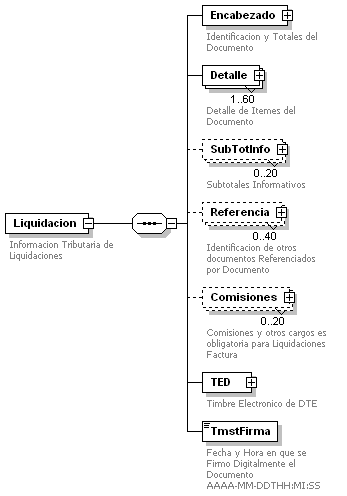 Encabezado
Identificacion y Totales del
Documento
Detalle
1..60
Detalle de Itemes del
Documento
SubTotInfo
0..20
Subtotales Informativos
Referencia
0..40
Identificacion de otros
documentos Referenciados
por Documento
Liquidacion
Informacion Tributaria de
Liquidaciones
Comisiones
0..20
Comisiones y otros cargos es
obligatoria para Liquidaciones
Factura
TED
Timbre Electronico de DTE
TmstFirma
Fecha y Hora en que se
Firmo Digitalmente el
Documento
AAAA-MM-DDTHH:MI:SS